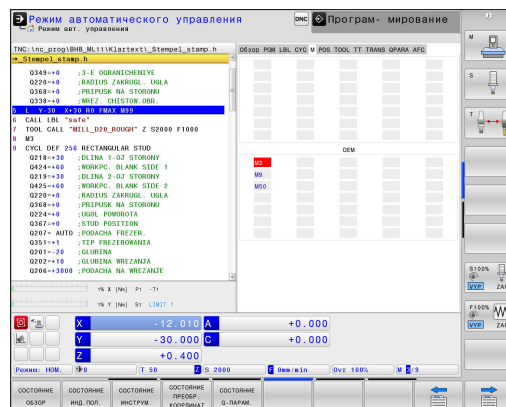 Режим автоматического управления
Режим авт. управления
DNC
Програм- мирование
TNC:\nc_prog\BHB_Ml11\Klartext\_Stempel_stamp.h
→_Stempel_stamp.h
Q349=+0 ;3-E OGRANICHENIYE
Q220=+0 ;RADIUS ZAKRUGL. UGLA
Q368=+0 ;PRIPUSK NA STORONU
Q338=+0 ;WREZ. CHISTOW.OBR.
5 L Y-30 X+30 R0 FMAX M99
6 CALL LBL "safe"
7 TOOL CALL "MILL_D20_ROUGH" Z S2000 F1000
8 M3
9 CYCL DEF 256 RECTANGULAR STUD
Q218=+30 ;DLINA 1-OJ STORONY
Q424=+60 ;WORKPC. BLANK SIDE 1
Q219=+30 ;DLINA 2-OJ STORONY
Q425=+60 ;WORKPC. BLANK SIDE 2
Q220=+0 ;RADIUS ZAKRUGL. UGLA
Q368=+0 ;PRIPUSK NA STORONU
Q224=+0 ;UGOL POWOROTA
Q367=+0 ;STUD POSITION
Q207= AUTO ;PODACHA FREZER.
Q351=+1 ;TIP FREZEROWANIA
Q201=-20 ;GLUBINA
Q202=+10 ;GLUBINA WREZANJA
Q206=+3000 ;PODACHA NA WREZANJE
Обзор PGM LBL CYC M POS TOOL TT TRANS QPARA AFC
OEM
M3
M9
M50
1% X [Nm] P1 -T1
1% Y [Nm] S1 LIMIT ?
X -12.010 A +0.000
Y -30.000 C +0.000
Z +0.400
Режим: НОМ. 0 T 50 Z S 2000 F 0mm/min Ovr 100% M 3/9
СОСТОЯНИЕ ОБЗОР
СОСТОЯНИЕ ИНД.ПОЛ.
СОСТОЯНИЕ ИНСТРУМ.
СОСТОЯНИЕ ПРЕОБР. КООРДИНАТ
СОСТОЯНИЕ Q-ПАРАМ.
M
S
T
S100%
VYP ZAP
F100%
VYP ZAP